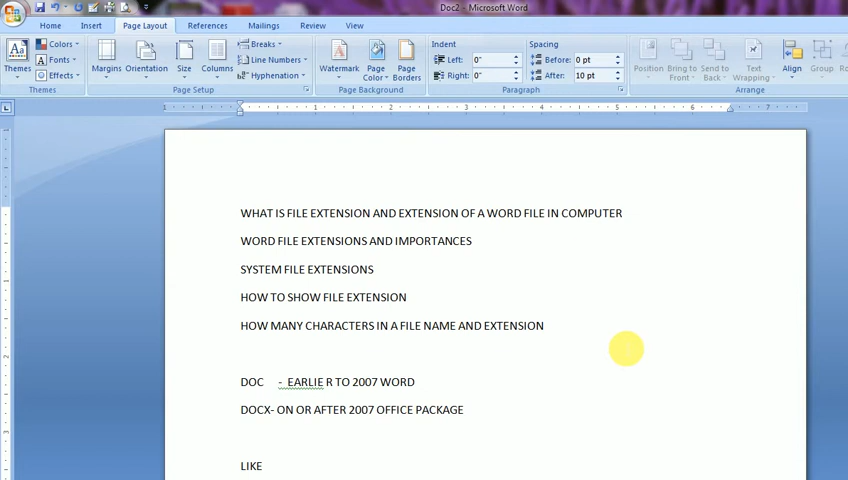 Doc2 - Microsoft Word
Home Insert Page Layout References Mailings Review View
Themes Colors Fonts Effects
Themes
Margins Orientation Size Columns Breaks Line Numbers Hyphenation
Page Setup
Watermark Page Color Page Borders
Page Background
Indent Spacing
Left: 0" Before: 0 pt
Right: 0" After: 10 pt
Paragraph
Position Bring to Front Send to Back Text Wrapping Align Group
Arrange
WHAT IS FILE EXTENSION AND EXTENSION OF A WORD FILE IN COMPUTER
WORD FILE EXTENSIONS AND IMPORTANCES
SYSTEM FILE EXTENSIONS
HOW TO SHOW FILE EXTENSION
HOW MANY CHARACTERS IN A FILE NAME AND EXTENSION
DOC - EARLIE R TO 2007 WORD
DOCX- ON OR AFTER 2007 OFFICE PACKAGE
LIKE